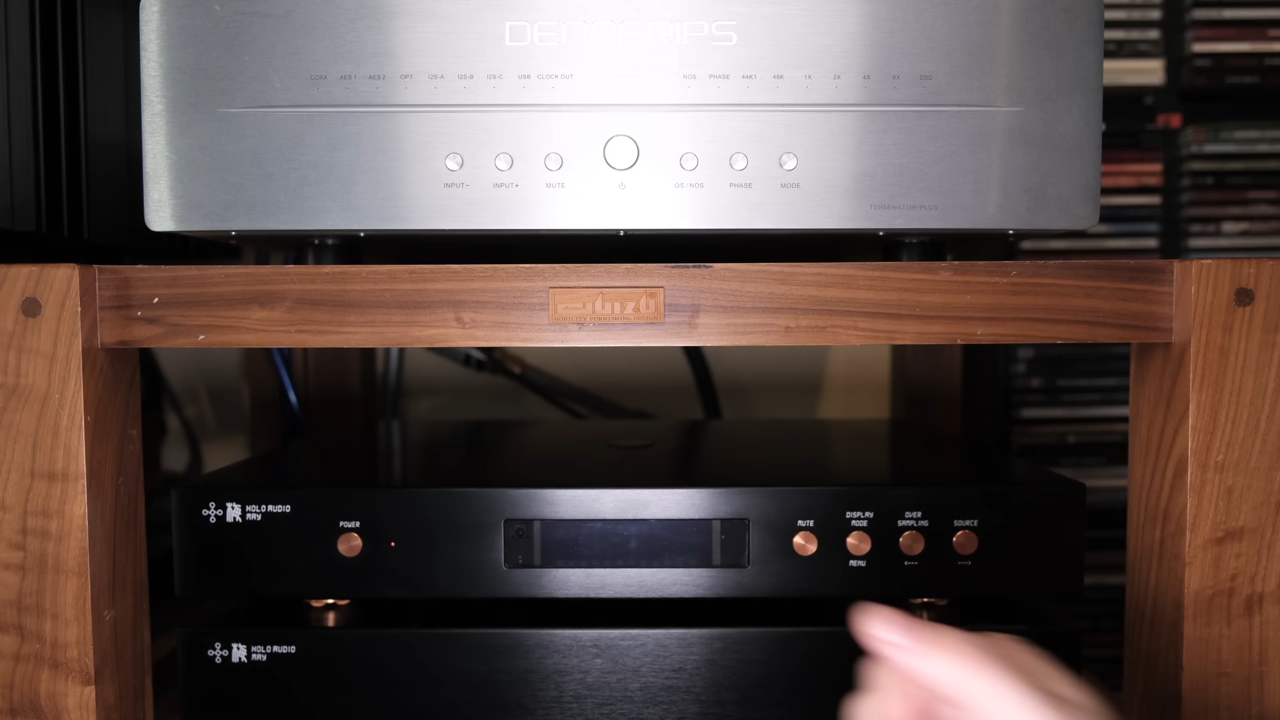 DENAFRIPS
COAX AES 1 AES 2 OPT. I2S-A I2S-B I2S-C USB CLOCK OUT NOS PHASE 44K1 48K 1X 2X 4X 8X DSD
INPUT− INPUT+ MUTE OS / NOS PHASE MODE
TERMINATOR-PLUS
HOLO AUDIO
MAY
POWER
MUTE
DISPLAY
MODE
MENU
OVER
SAMPLING
<---
SOURCE
--->
HOLO AUDIO
MAY